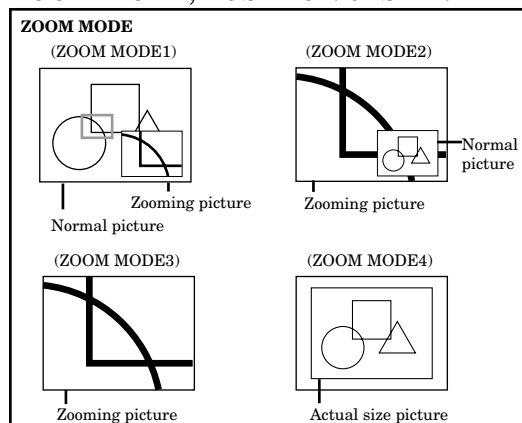 ZOOM MODE
(ZOOM MODE1)
(ZOOM MODE2)
Normal picture
Zooming picture
Normal picture
Zooming picture
(ZOOM MODE3)
(ZOOM MODE4)
Zooming picture
Actual size picture